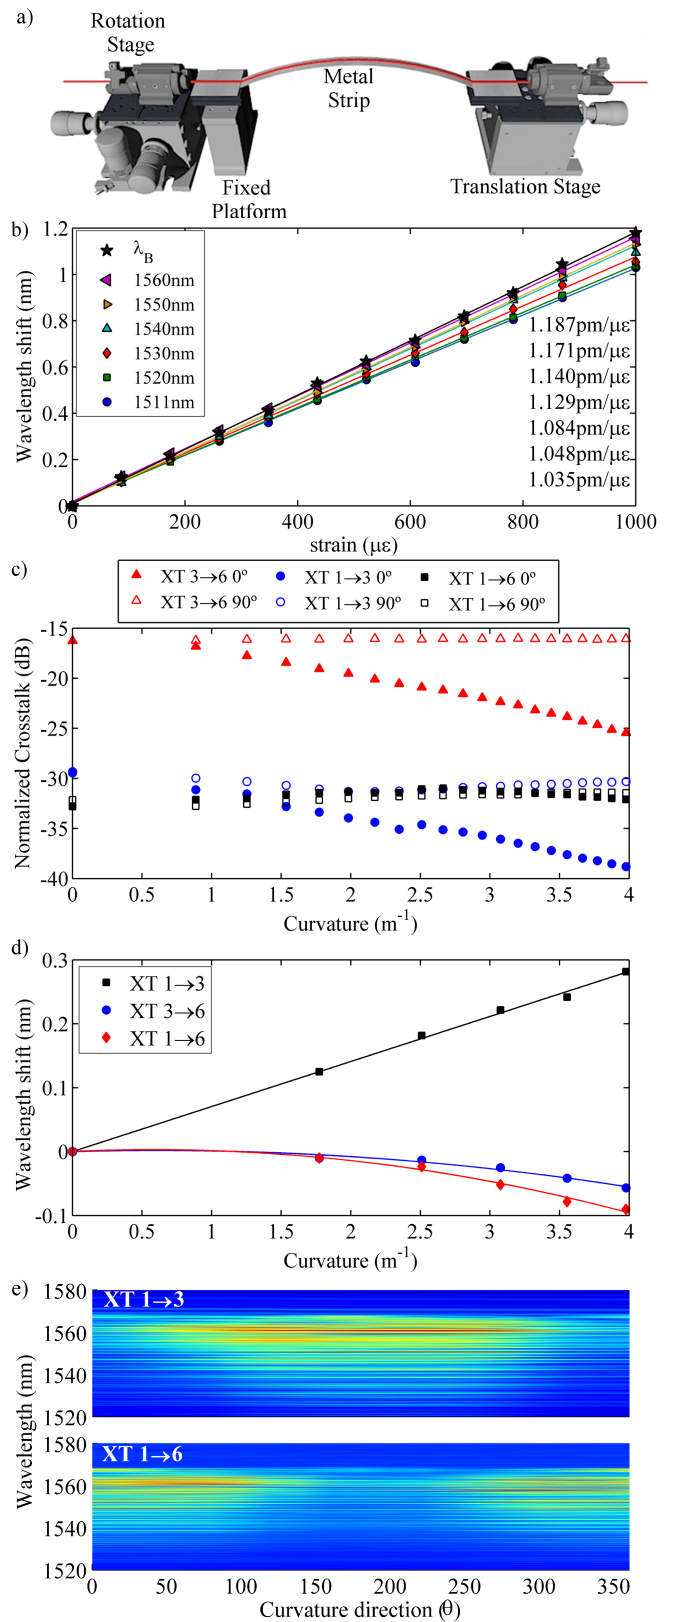 a)
Rotation
Stage
Metal
Strip
Fixed
Platform
Translation Stage
b)
Wavelength shift (nm)
1.2
1
0.8
0.6
0.4
0.2
0
λB
1560nm
1550nm
1540nm
1530nm
1520nm
1511nm
1.187pm/με
1.171pm/με
1.140pm/με
1.129pm/με
1.084pm/με
1.048pm/με
1.035pm/με
0 200 400 600 800 1000
strain (με)
c)
XT 3→6 0º XT 1→3 0º XT 1→6 0º
XT 3→6 90º XT 1→3 90º XT 1→6 90º
Normalized Crosstalk (dB)
-15
-20
-25
-30
-35
-40
0 0.5 1 1.5 2 2.5 3 3.5 4
Curvature (m-1)
d)
Wavelength shift (nm)
0.3
0.2
0.1
0
-0.1
XT 1→3
XT 3→6
XT 1→6
0 0.5 1 1.5 2 2.5 3 3.5 4
Curvature (m-1)
e)
Wavelength (nm)
1580
1560
1540
1520
XT 1→3
1580
1560
1540
1520
XT 1→6
0 50 100 150 200 250 300 350
Curvature direction (θ)